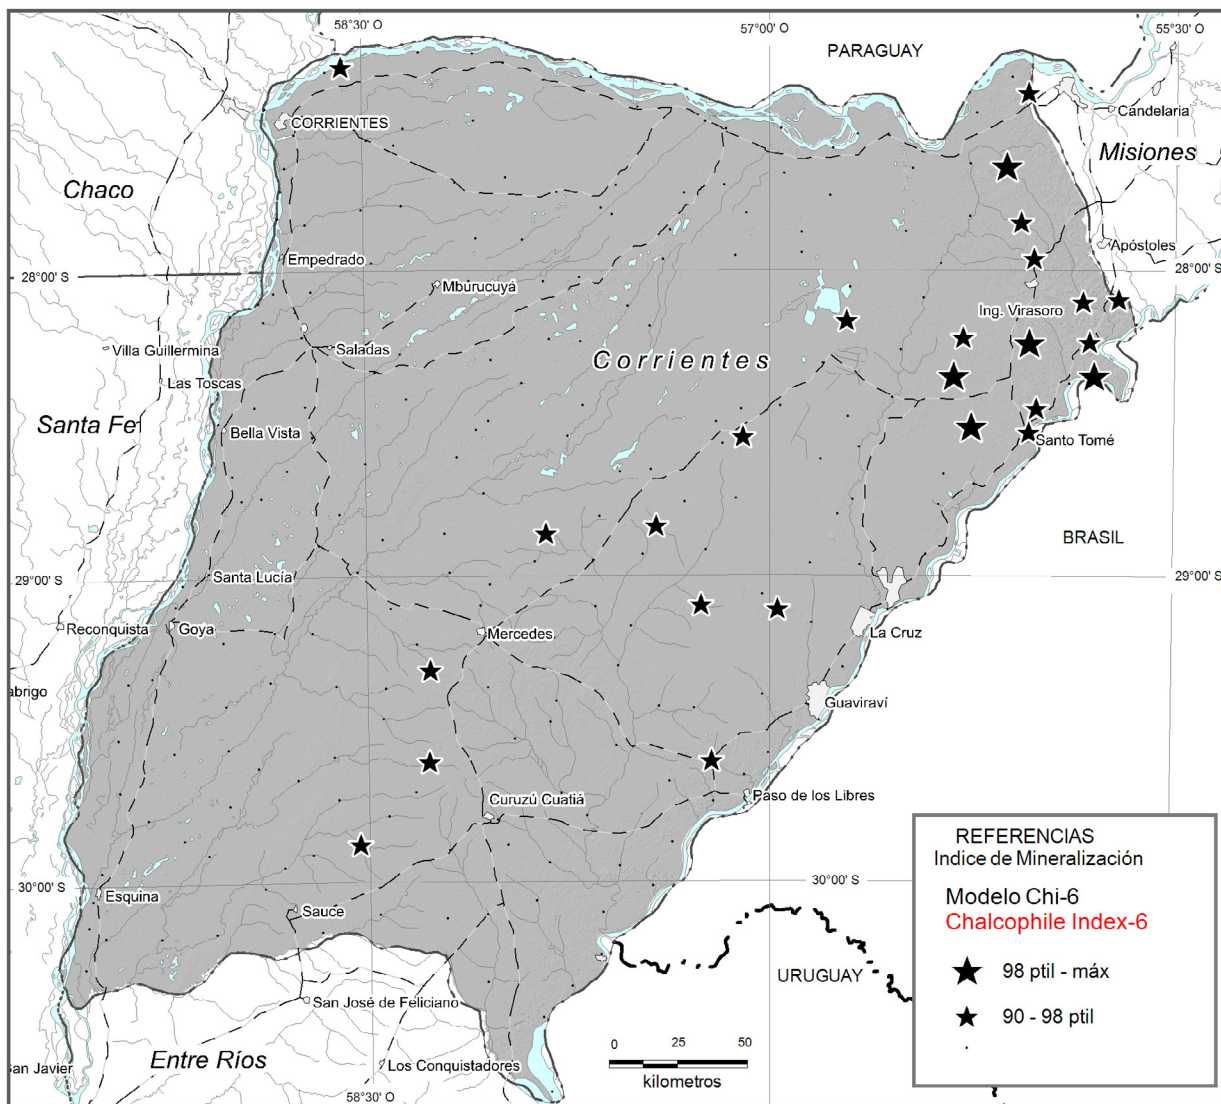 58°30' O
57°00' O
55°30' O
PARAGUAY
CORRIENTES
Candelaria
Misiones
Chaco
Apóstoles
Empedrado
28°00' S
28°00' S
Mburucuyá
Ing. Virasoro
Villa Guillermina
Saladas
Corrientes
Las Toscas
Santa Fe
Bella Vista
Santo Tomé
BRASIL
Santa Lucía
29°00' S
29°00' S
Reconquista
Goya
Mercedes
La Cruz
abrigo
Guaviraví
Curuzú Cuatiá
Paso de los Libres
30°00' S
30°00' S
Esquina
Sauce
URUGUAY
San José de Feliciano
Entre Ríos
San Javier
Los Conquistadores
58°30' O
0 25 50
kilometros
REFERENCIAS
Indice de Mineralización
Modelo Chi-6
Chalcophile Index-6
98 ptil - máx
90 - 98 ptil